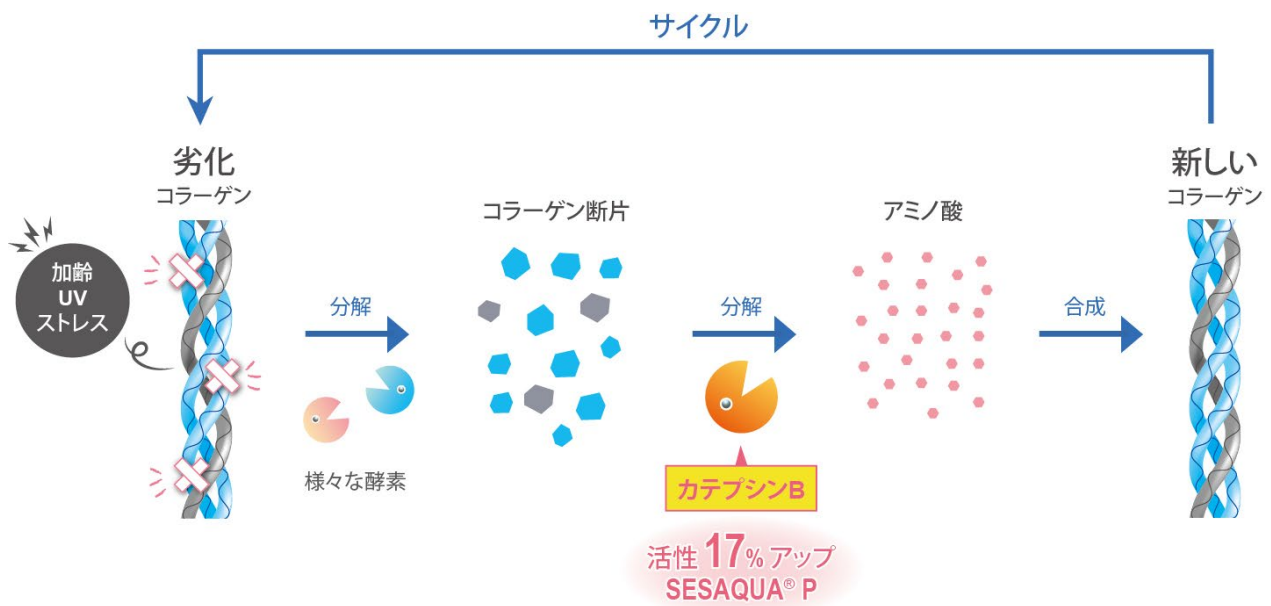 サイクル
劣化
コラーゲン
加齢
UV
ストレス
分解
様々な酵素
コラーゲン断片
分解
カテプシンB
活性 17% アップ
SESAQUA® P
アミノ酸
合成
新しい
コラーゲン